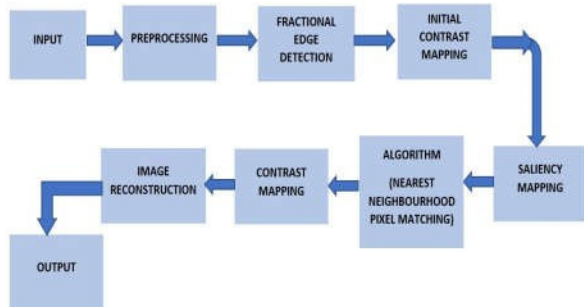 INPUT
PREPROCESSING
FRACTIONAL
EDGE
DETECTION
INITIAL
CONTRAST
MAPPING
SALIENCY
MAPPING
ALGORITHM
(NEAREST
NEIGHBOURHOOD
PIXEL MATCHING)
CONTRAST
MAPPING
IMAGE
RECONSTRUCTION
OUTPUT